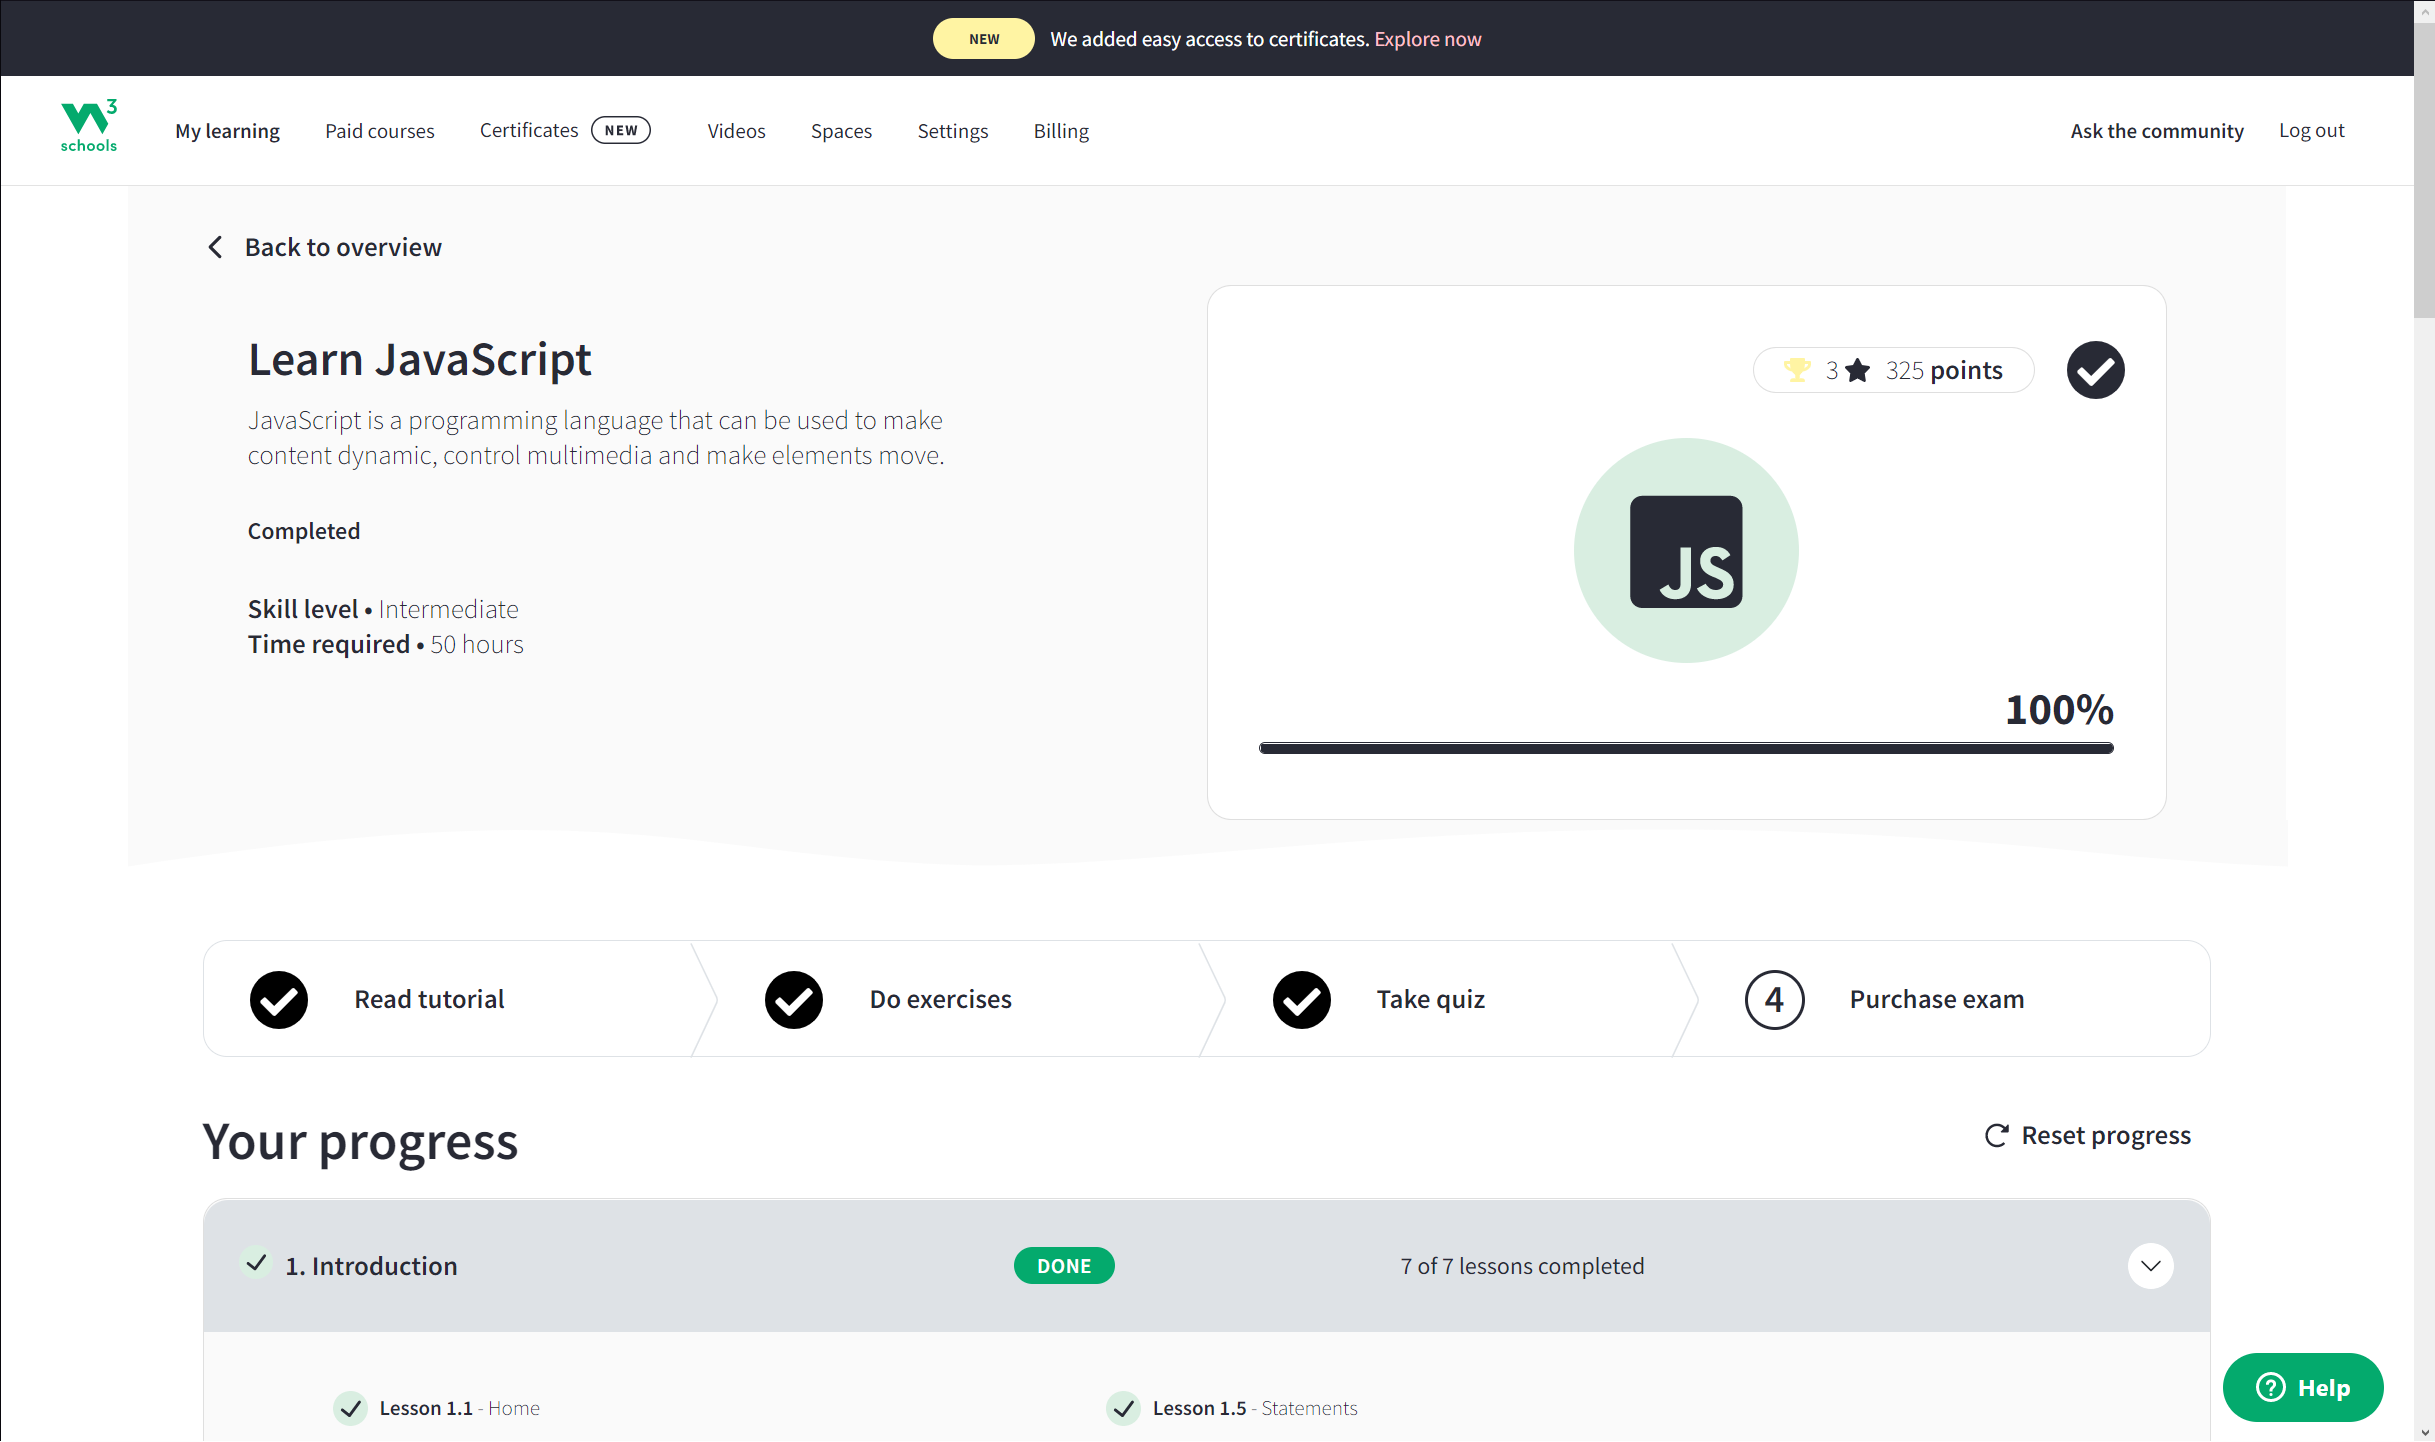 NEW We added easy access to certificates. Explore now
W3 schools
My learning Paid courses Certificates NEW Videos Spaces Settings Billing Ask the community Log out
Back to overview
Learn JavaScript
JavaScript is a programming language that can be used to make
content dynamic, control multimedia and make elements move.
Completed
Skill level • Intermediate
Time required • 50 hours
3 325 points
JS
100%
Read tutorial Do exercises Take quiz 4 Purchase exam
Your progress
Reset progress
1. Introduction DONE 7 of 7 lessons completed
Lesson 1.1 - Home
Lesson 1.5 - Statements
Help